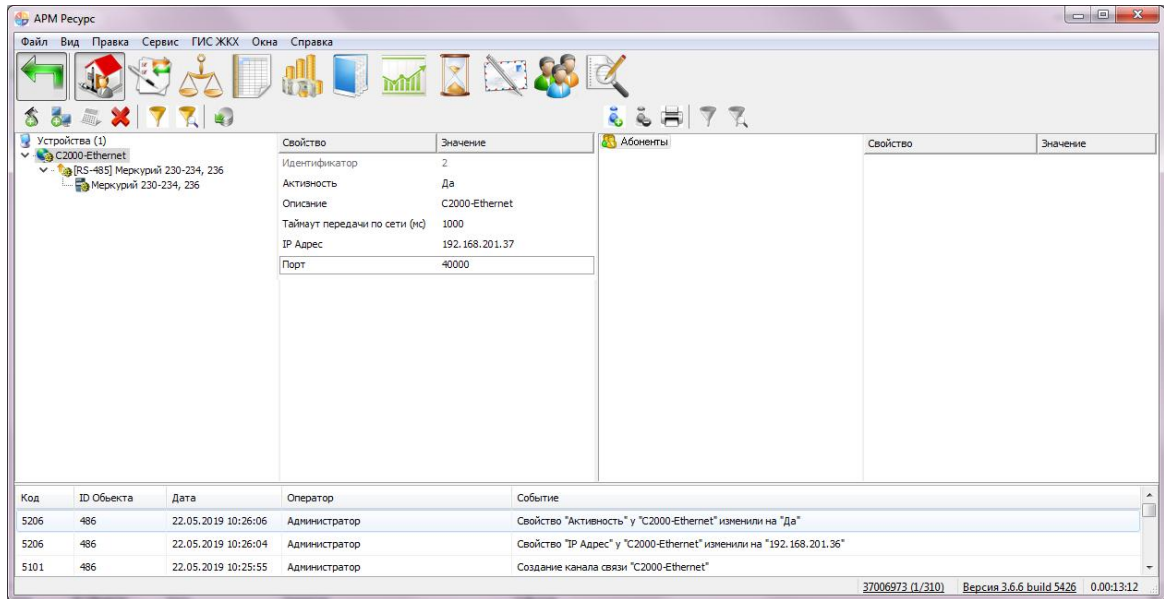 АРМ Ресурс
Файл Вид Правка Сервис ГИС ЖКХ Окна Справка
Устройства (1)
C2000-Ethernet
[RS-485] Меркурий 230-234, 236
Меркурий 230-234, 236
Свойство Значение
Идентификатор 2
Активность Да
Описание C2000-Ethernet
Таймаут передачи по сети (мс) 1000
IP Адрес 192.168.201.37
Порт 40000
Абоненты
Свойство Значение
Код ID Объекта Дата Оператор Событие
5206 486 22.05.2019 10:26:06 Администратор Свойство "Активность" у "C2000-Ethernet" изменили на "Да"
5206 486 22.05.2019 10:26:04 Администратор Свойство "IP Адрес" у "C2000-Ethernet" изменили на "192.168.201.36"
5101 486 22.05.2019 10:25:55 Администратор Создание канала связи "C2000-Ethernet"
37006973 (1/310) Версия 3.6.6 build 5426 0.00:13:12